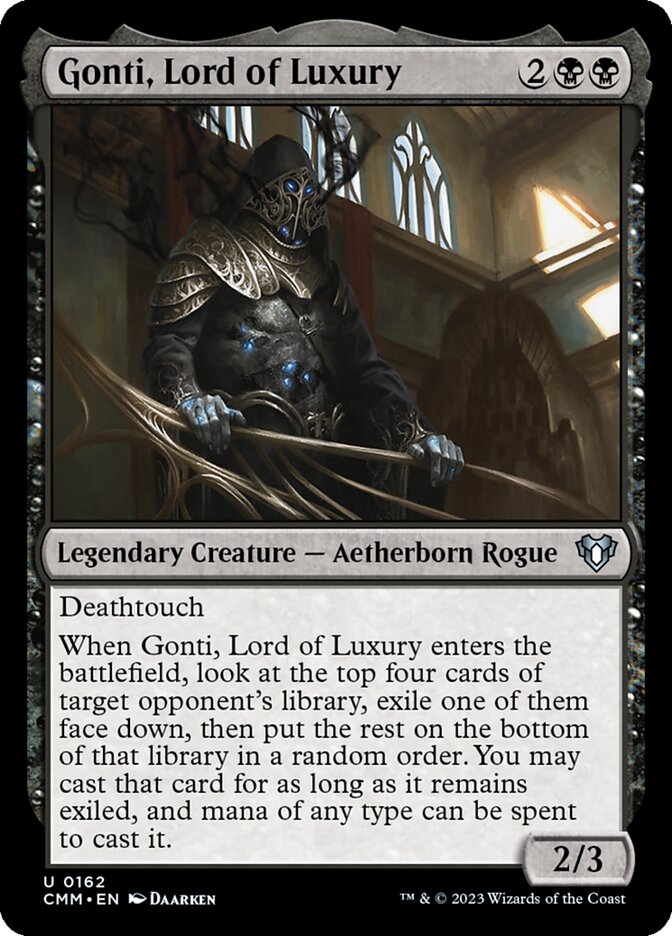 Gonti, Lord of Luxury 2
Legendary Creature — Aetherborn Rogue
Deathtouch
When Gonti, Lord of Luxury enters the
battlefield, look at the top four cards of
target opponent's library, exile one of them
face down, then put the rest on the bottom
of that library in a random order. You may
cast that card for as long as it remains
exiled, and mana of any type can be spent
to cast it.
2/3
U 0162
CMM • EN DAARKEN
™ & © 2023 Wizards of the Coast